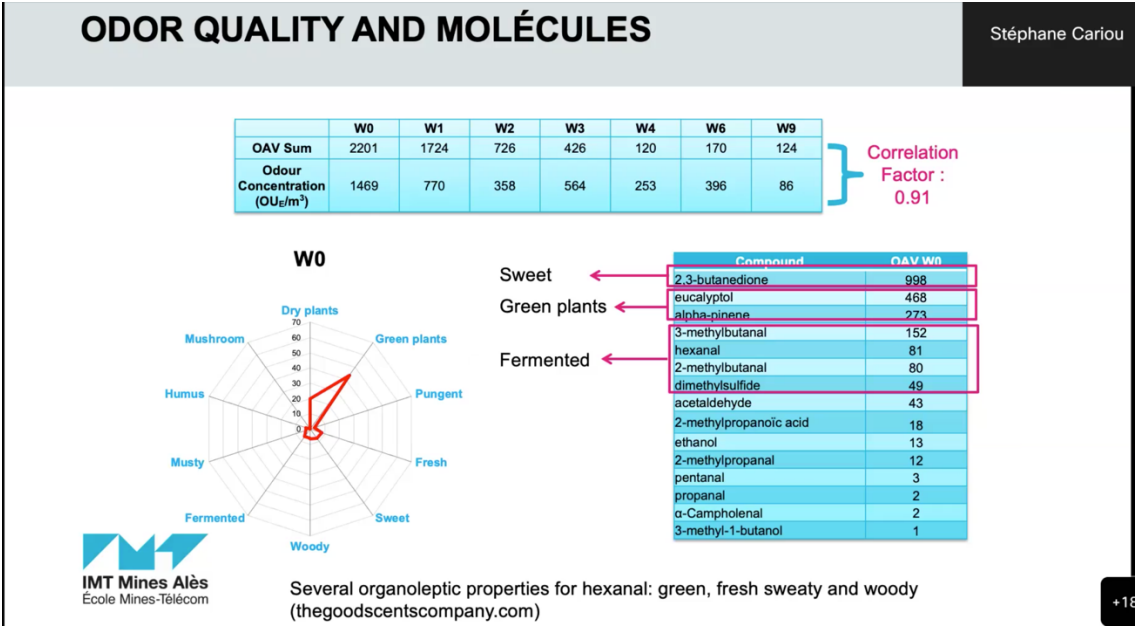 ODOR QUALITY AND MOLÉCULES
Stéphane Cariou
W0 W1 W2 W3 W4 W6 W9
OAV Sum 2201 1724 726 426 120 170 124
Odour
Concentration 1469 770 358 564 253 396 86
(OUE/m³)
Correlation
Factor :
0.91
W0
Dry plants
Green plants
Pungent
Fresh
Sweet
Woody
Fermented
Musty
Humus
Mushroom
70
60
50
40
30
20
10
0
Sweet
Green plants
Fermented
Compound OAV W0
2,3-butanedione 998
eucalyptol 468
alpha-pinene 273
3-methylbutanal 152
hexanal 81
2-methylbutanal 80
dimethylsulfide 49
acetaldehyde 43
2-methylpropanoïc acid 18
ethanol 13
2-methylpropanal 12
pentanal 3
propanal 2
α-Campholenal 2
3-methyl-1-butanol 1
IMT Mines Alès
École Mines-Télécom
Several organoleptic properties for hexanal: green, fresh sweaty and woody
(thegoodscentscompany.com)
+18